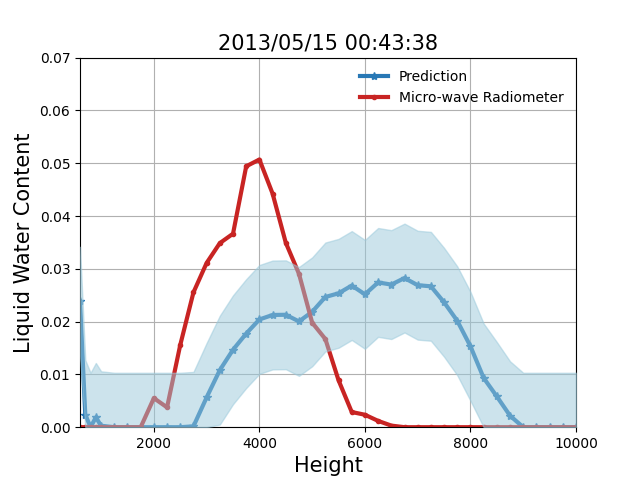 2013/05/15 00:43:38
Prediction
Micro-wave Radiometer
Liquid Water Content
0.07
0.06
0.05
0.04
0.03
0.02
0.01
0.00
2000 4000 6000 8000 10000
Height